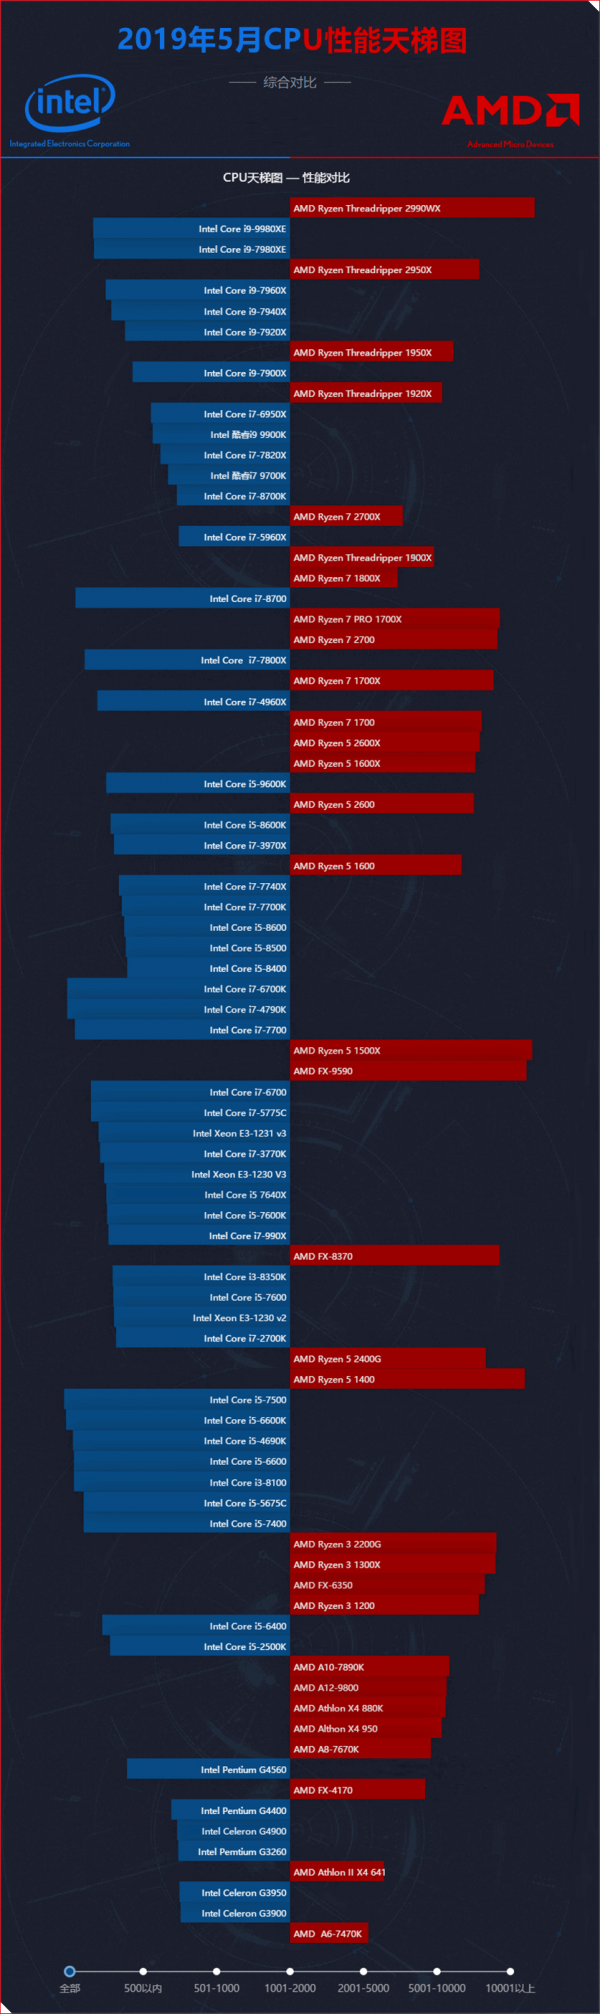 2019年5月CPU性能天梯图
综合对比
intel
Integrated Electronics Corporation
AMD
Advanced Micro Devices
CPU天梯图 — 性能对比
AMD Ryzen Threadripper 2990WX
Intel Core i9-9980XE
Intel Core i9-7980XE
AMD Ryzen Threadripper 2950X
Intel Core i9-7960X
Intel Core i9-7940X
Intel Core i9-7920X
AMD Ryzen Threadripper 1950X
Intel Core i9-7900X
AMD Ryzen Threadripper 1920X
Intel Core i7-6950X
Intel 酷睿i9 9900K
Intel Core i7-7820X
Intel 酷睿i7 9700K
Intel Core i7-8700K
AMD Ryzen 7 2700X
Intel Core i7-5960X
AMD Ryzen Threadripper 1900X
AMD Ryzen 7 1800X
Intel Core i7-8700
AMD Ryzen 7 PRO 1700X
AMD Ryzen 7 2700
Intel Core i7-7800X
AMD Ryzen 7 1700X
Intel Core i7-4960X
AMD Ryzen 7 1700
AMD Ryzen 5 2600X
AMD Ryzen 5 1600X
Intel Core i5-9600K
AMD Ryzen 5 2600
Intel Core i5-8600K
Intel Core i7-3970X
AMD Ryzen 5 1600
Intel Core i7-7740X
Intel Core i7-7700K
Intel Core i5-8600
Intel Core i5-8500
Intel Core i5-8400
Intel Core i7-6700K
Intel Core i7-4790K
Intel Core i7-7700
AMD Ryzen 5 1500X
AMD FX-9590
Intel Core i7-6700
Intel Core i7-5775C
Intel Xeon E3-1231 v3
Intel Core i7-3770K
Intel Xeon E3-1230 V3
Intel Core i5 7640X
Intel Core i5-7600K
Intel Core i7-990X
AMD FX-8370
Intel Core i3-8350K
Intel Core i5-7600
Intel Xeon E3-1230 v2
Intel Core i7-2700K
AMD Ryzen 5 2400G
AMD Ryzen 5 1400
Intel Core i5-7500
Intel Core i5-6600K
Intel Core i5-4690K
Intel Core i5-6600
Intel Core i3-8100
Intel Core i5-5675C
Intel Core i5-7400
AMD Ryzen 3 2200G
AMD Ryzen 3 1300X
AMD FX-6350
AMD Ryzen 3 1200
Intel Core i5-6400
Intel Core i5-2500K
AMD A10-7890K
AMD A12-9800
AMD Athlon X4 880K
AMD Althon X4 950
AMD A8-7670K
Intel Pentium G4560
AMD FX-4170
Intel Pentium G4400
Intel Celeron G4900
Intel Pemtium G3260
AMD Athlon II X4 641
Intel Celeron G3950
Intel Celeron G3900
AMD A6-7470K
全部 500以内 501-1000 1001-2000 2001-5000 5001-10000 10001以上